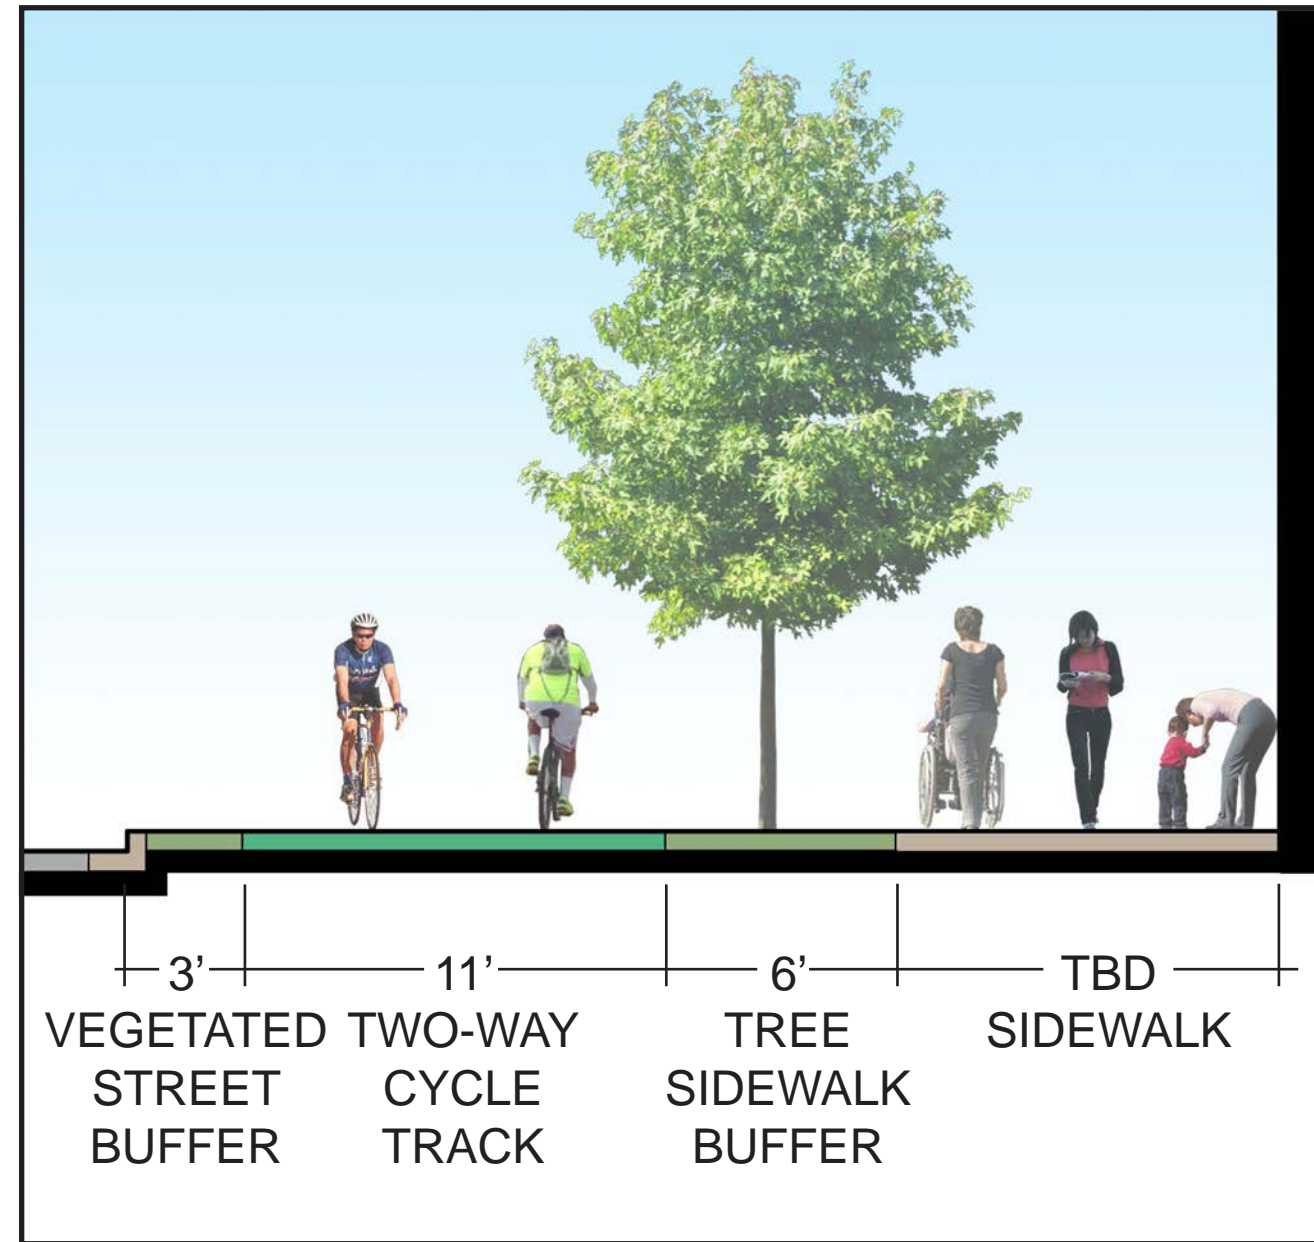 3' 11' 6' TBD
VEGETATED TWO-WAY TREE SIDEWALK
STREET CYCLE SIDEWALK
BUFFER TRACK BUFFER